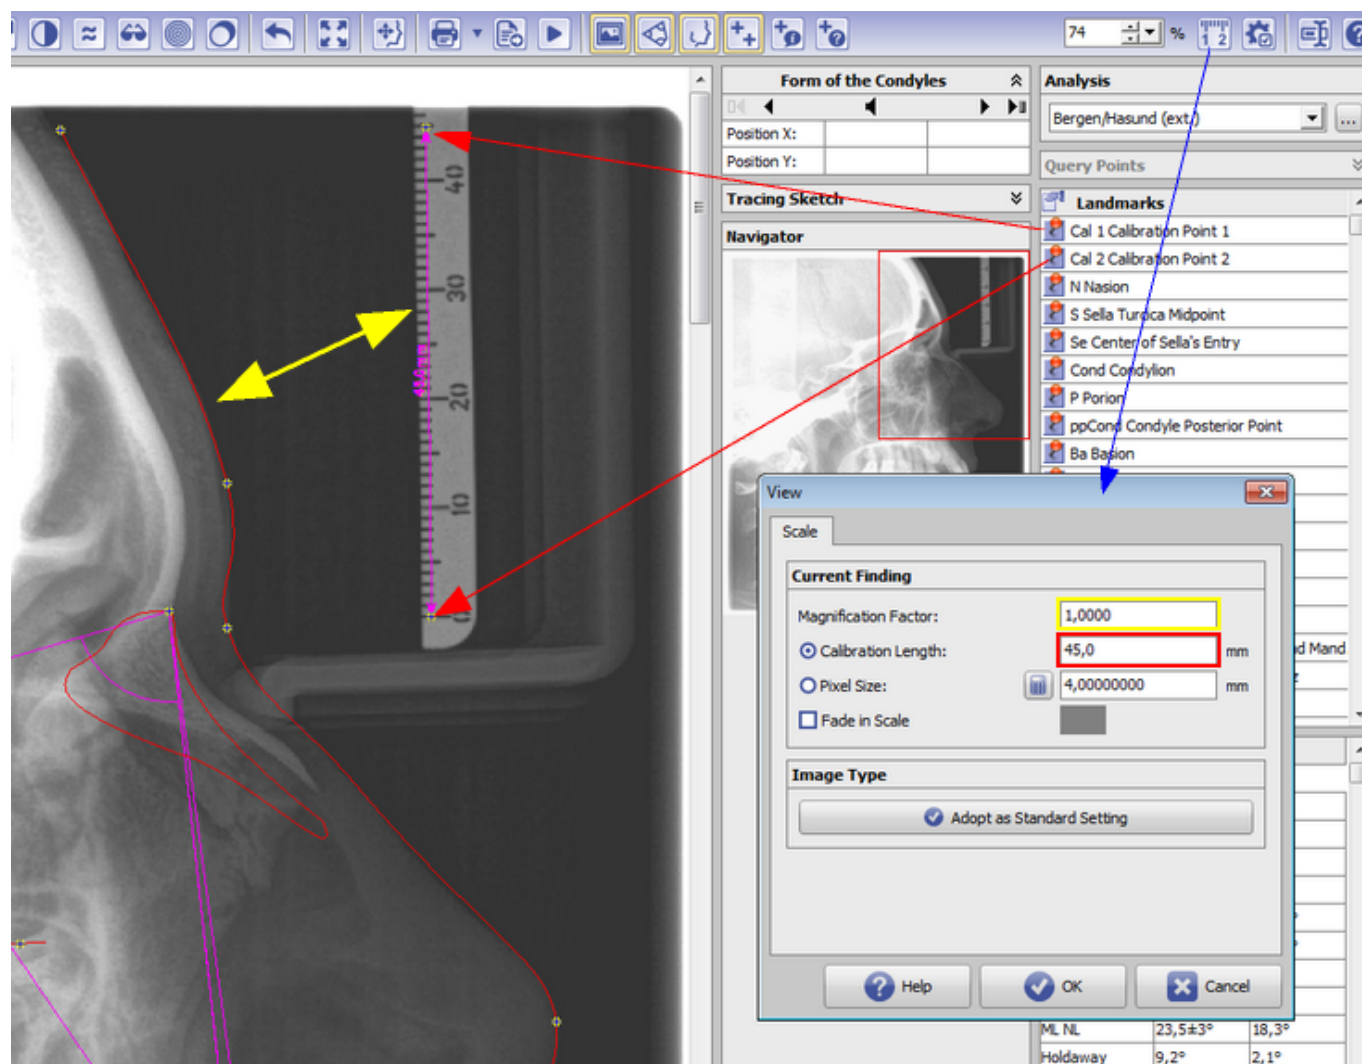 74 %
1 2
Form of the Condyles
Position X:
Position Y:
Tracing Sketch
Navigator
Analysis
Bergen/Hasund (ext.)
...
Query Points
Landmarks
Cal 1 Calibration Point 1
Cal 2 Calibration Point 2
N Nasion
S Sella Turcica Midpoint
Se Center of Sella's Entry
Cond Condylion
P Porion
ppCond Condyle Posterior Point
Ba Basion
40
30
20
10
0
View
Scale
Current Finding
Magnification Factor: 1,0000
Calibration Length: 45,0 mm
Pixel Size: 4,00000000 mm
Fade in Scale
Image Type
Adopt as Standard Setting
Help OK Cancel
d Mand
ML NL 23,5±3° 18,3°
Holdaway 9,2° 2,1°